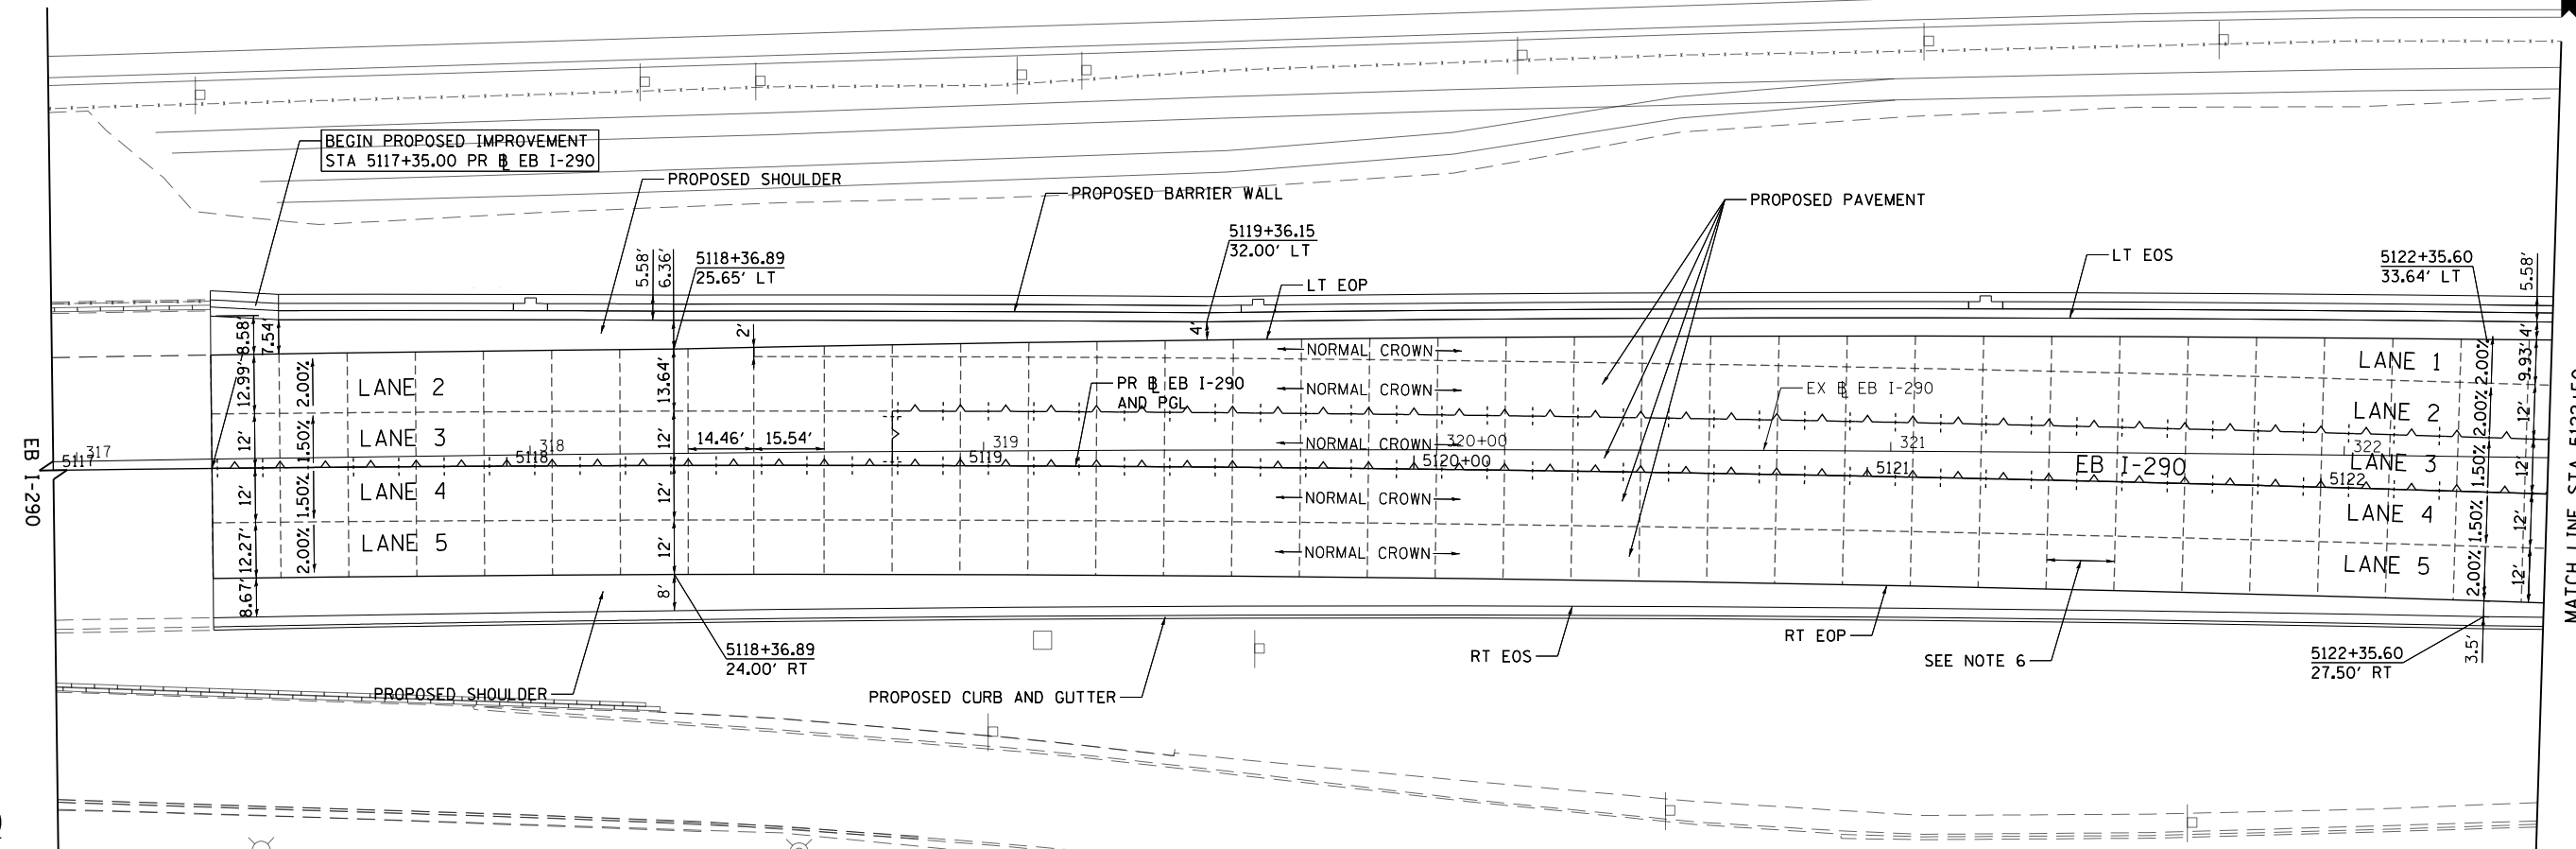 BEGIN PROPOSED IMPROVEMENT
STA 5117+35.00 PR BL EB I-290
PROPOSED SHOULDER
PROPOSED BARRIER WALL
PROPOSED PAVEMENT
5119+36.15
32.00' LT
5118+36.89
25.65' LT
5.58'
6.36'
LT EOP
LT EOS
5122+35.60
33.64' LT
5.58'
8.58'
7.54'
2'
4'
4'
NORMAL CROWN
LANE 1
2.00%
9.93'
12.99'
2.00%
LANE 2
13.64'
PR BL EB I-290
AND PGL
NORMAL CROWN
EX BL EB I-290
LANE 2
2.00%
12'
EB I-290
317
5117
12'
1.50%
LANE 3
318
5118
12'
14.46'
15.54'
319
5119
NORMAL CROWN
320+00
5120+00
321
5121
EB I-290
322
5122
LANE 3
1.50%
12'
12'
1.50%
LANE 4
12'
NORMAL CROWN
LANE 4
1.50%
12'
12.27'
2.00%
LANE 5
12'
NORMAL CROWN
LANE 5
2.00%
12'
8.67'
8'
5118+36.89
24.00' RT
PROPOSED SHOULDER
PROPOSED CURB AND GUTTER
RT EOS
RT EOP
SEE NOTE 6
5122+35.60
27.50' RT
3.5'
MATCH LINE STA